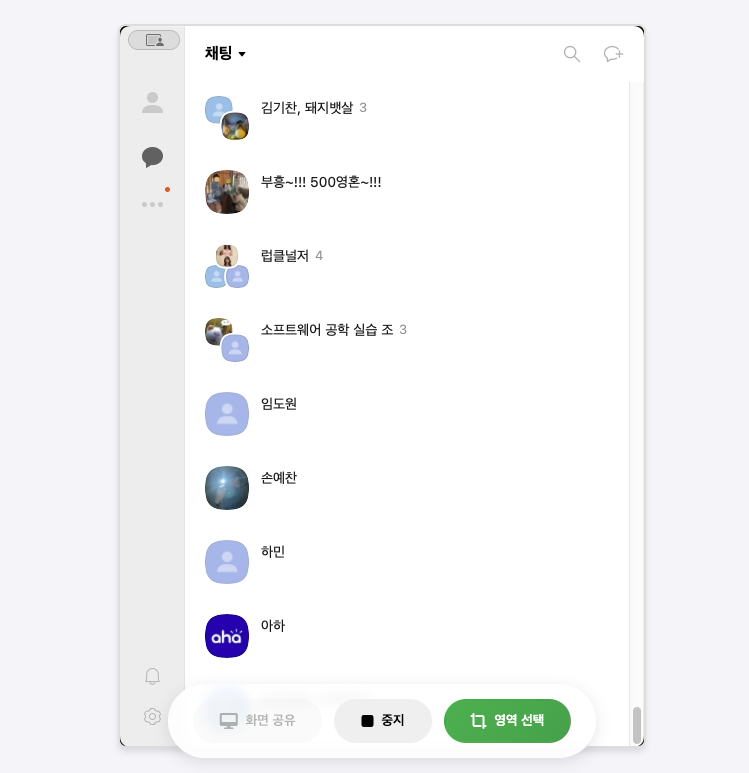 채팅
김기찬, 돼지뱃살 3
부흥~!!! 500영혼~!!!
럽클널저 4
소프트웨어 공학 실습 조 3
임도원
손예찬
하민
aha
아하
화면 공유
중지
영역 선택